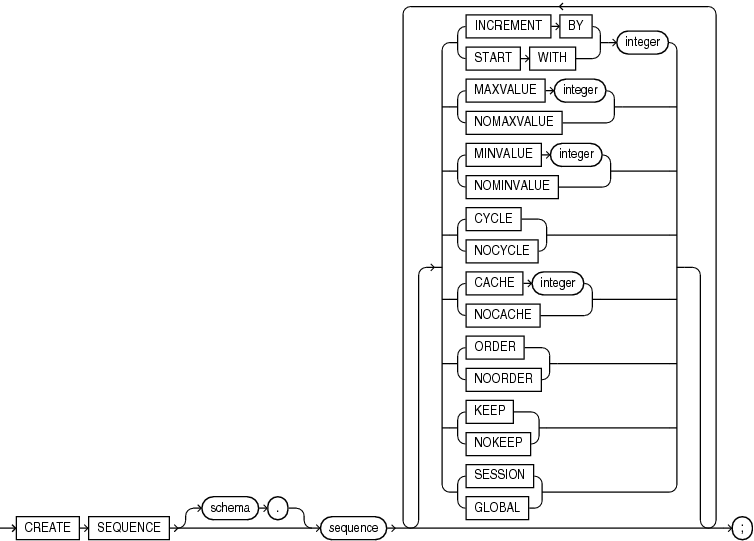 INCREMENT BY
integer
START WITH
MAXVALUE integer
NOMAXVALUE
MINVALUE integer
NOMINVALUE
CYCLE
NOCYCLE
CACHE integer
NOCACHE
ORDER
NOORDER
KEEP
NOKEEP
SESSION
GLOBAL
schema .
CREATE SEQUENCE sequence ;